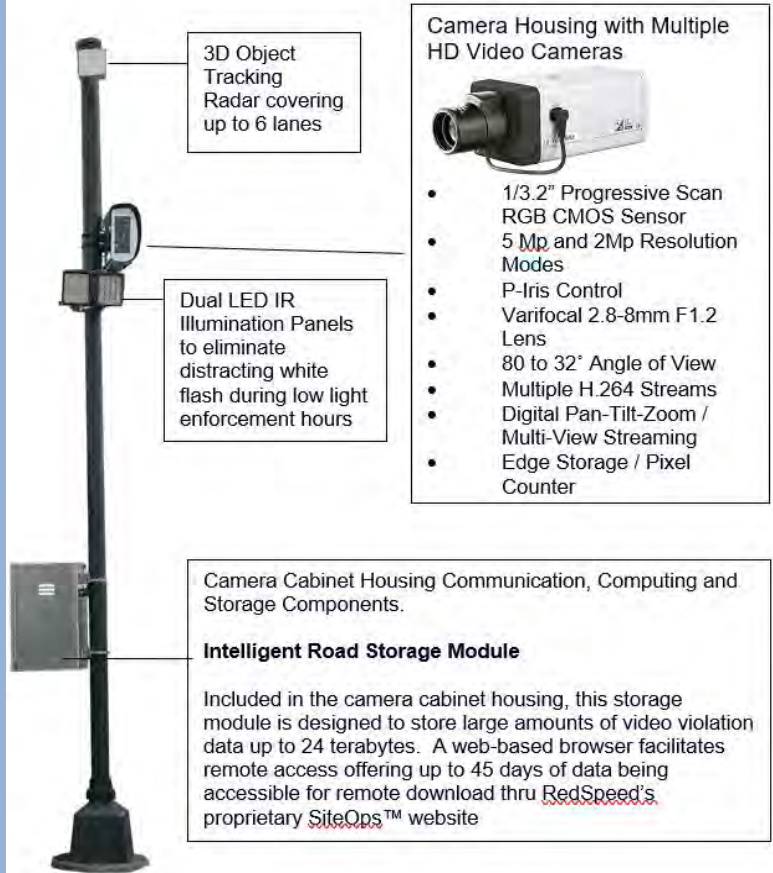 3D Object
Tracking
Radar covering
up to 6 lanes
Camera Housing with Multiple
HD Video Cameras
• 1/3.2” Progressive Scan
RGB CMOS Sensor
• 5 Mp and 2Mp Resolution
Modes
• P-Iris Control
• Varifocal 2.8-8mm F1.2
Lens
• 80 to 32˚ Angle of View
• Multiple H.264 Streams
• Digital Pan-Tilt-Zoom /
Multi-View Streaming
• Edge Storage / Pixel
Counter
Dual LED IR
Illumination Panels
to eliminate
distracting white
flash during low light
enforcement hours
Camera Cabinet Housing Communication, Computing and
Storage Components.
Intelligent Road Storage Module
Included in the camera cabinet housing, this storage
module is designed to store large amounts of video violation
data up to 24 terabytes.  A web-based browser facilitates
remote access offering up to 45 days of data being
accessible for remote download thru RedSpeed’s
proprietary SiteOps™ website